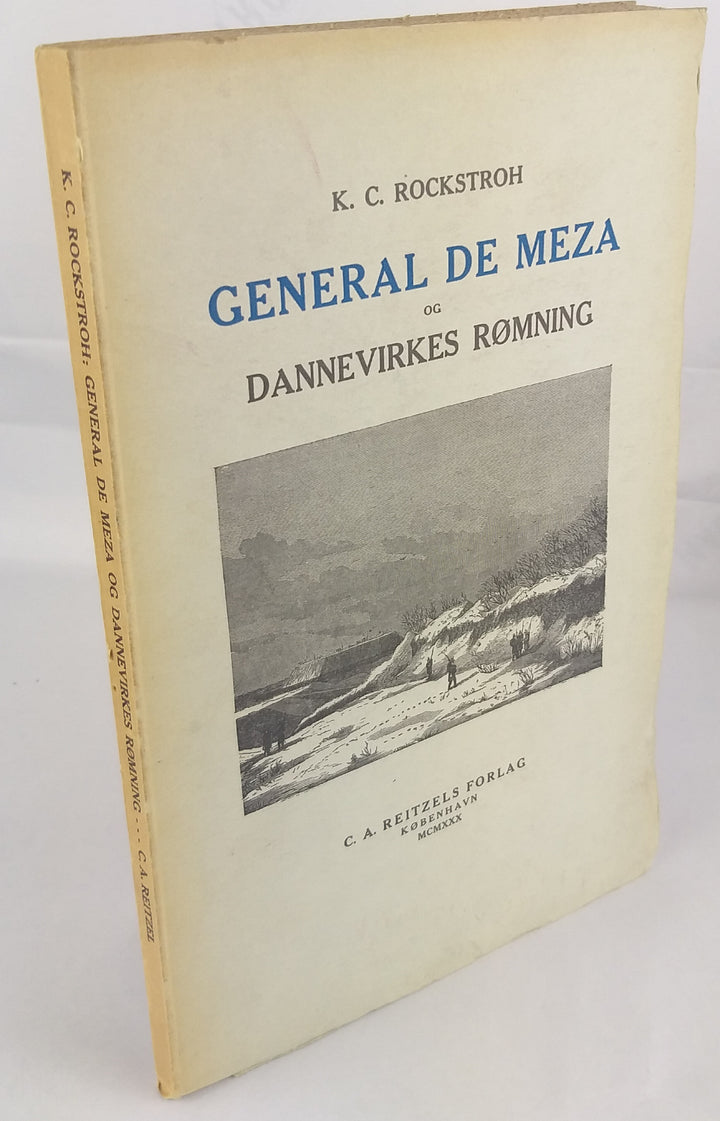 K. C. ROCKSTROH
GENERAL DE MEZA
OG
DANNEVIRKES RØMNING
C. A. REITZELS FORLAG
KØBENHAVN
MCMXXX
K. C. ROCKSTROH: GENERAL DE MEZA OG DANNEVIRKES RØMNING - - - C. A. REITZEL